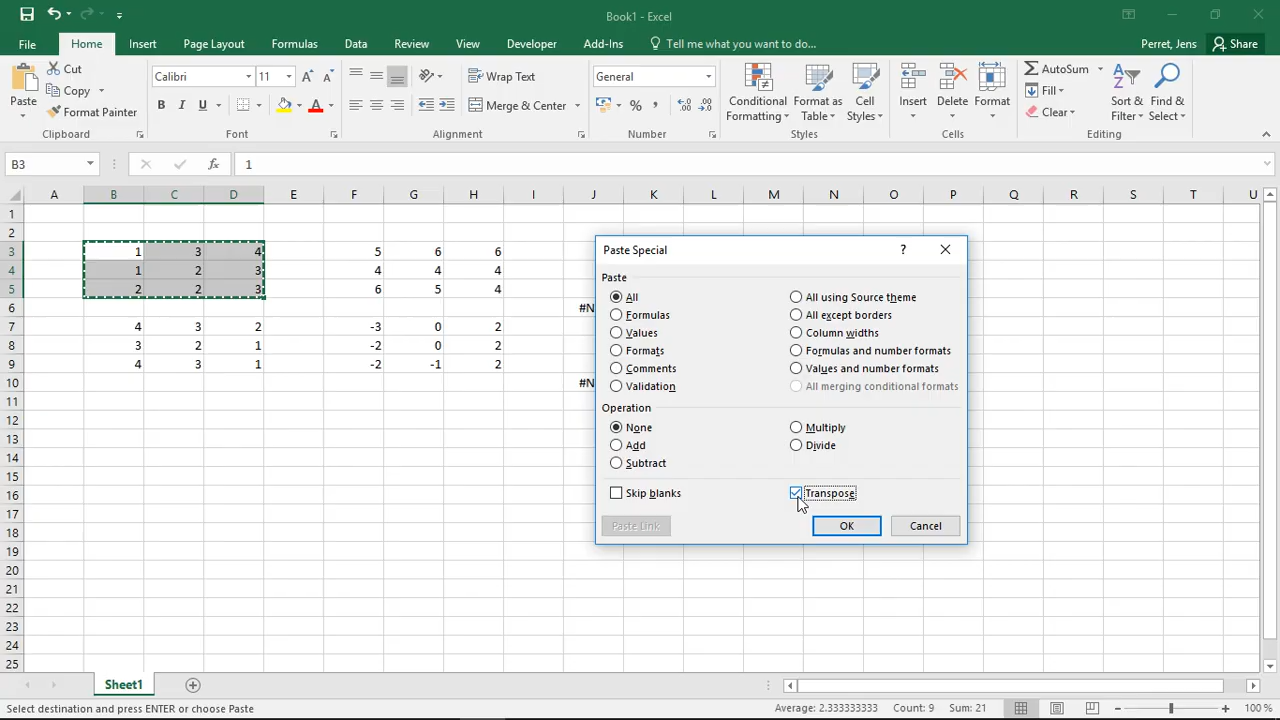 Book1 - Excel
File Home Insert Page Layout Formulas Data Review View Developer Add-Ins Tell me what you want to do... Perret, Jens Share
Paste
Cut
Copy
Format Painter
Clipboard
Calibri 11
B I U
Font
Wrap Text
Merge & Center
Alignment
General
%
Number
Conditional Formatting
Format as Table
Cell Styles
Styles
Insert
Delete
Format
Cells
AutoSum
Fill
Clear
Sort & Filter
Find & Select
Editing
B3 fx 1
A B C D E F G H I J K L M N O P Q R S T U
1
2
3 1 3 4 5 6 6
4 1 2 3 4 4 4
5 2 2 3 6 5 4
6 #N
7 4 3 2 -3 0 2
8 3 2 1 -2 0 2
9 4 3 1 -2 -1 2
10 #N
11
12
13
14
15
16
17
18
19
20
21
22
23
24
25
Paste Special ?
Paste
All All using Source theme
Formulas All except borders
Values Column widths
Formats Formulas and number formats
Comments Values and number formats
Validation All merging conditional formats
Operation
None Multiply
Add Divide
Subtract
Skip blanks Transpose
Paste Link OK Cancel
Sheet1
Select destination and press ENTER or choose Paste Average: 2.333333333 Count: 9 Sum: 21 100 %